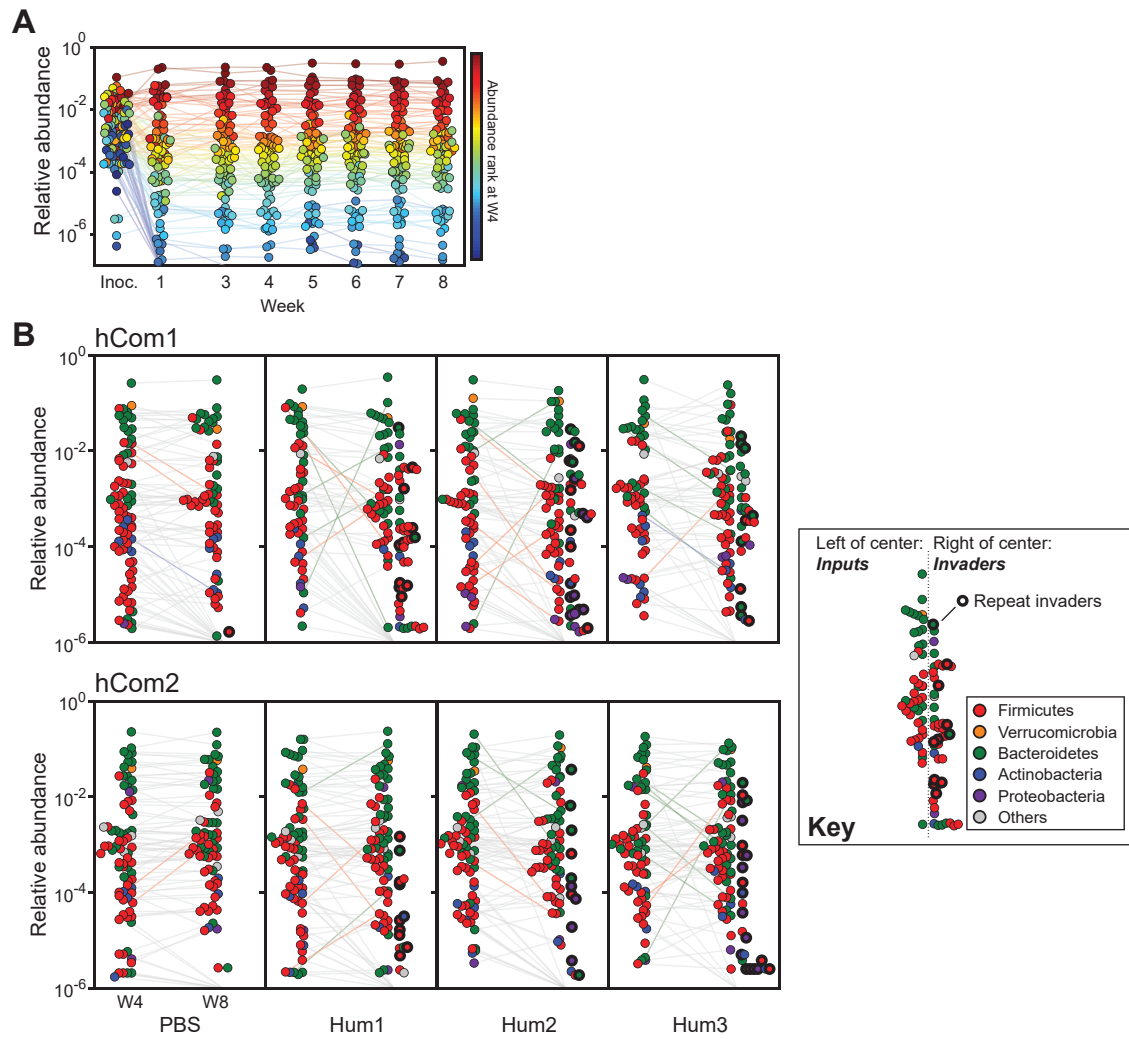 A
Relative abundance
10^0
10^-2
10^-4
10^-6
Inoc. 1 3 4 5 6 7 8
Week
Abundance rank at W4
B
hCom1
Relative abundance
10^0
10^-2
10^-4
10^-6
hCom2
Relative abundance
10^0
10^-2
10^-4
10^-6
W4 W8
PBS Hum1 Hum2 Hum3
Left of center: Right of center:
Inputs Invaders
Repeat invaders
Firmicutes
Verrucomicrobia
Bacteroidetes
Actinobacteria
Proteobacteria
Others
Key